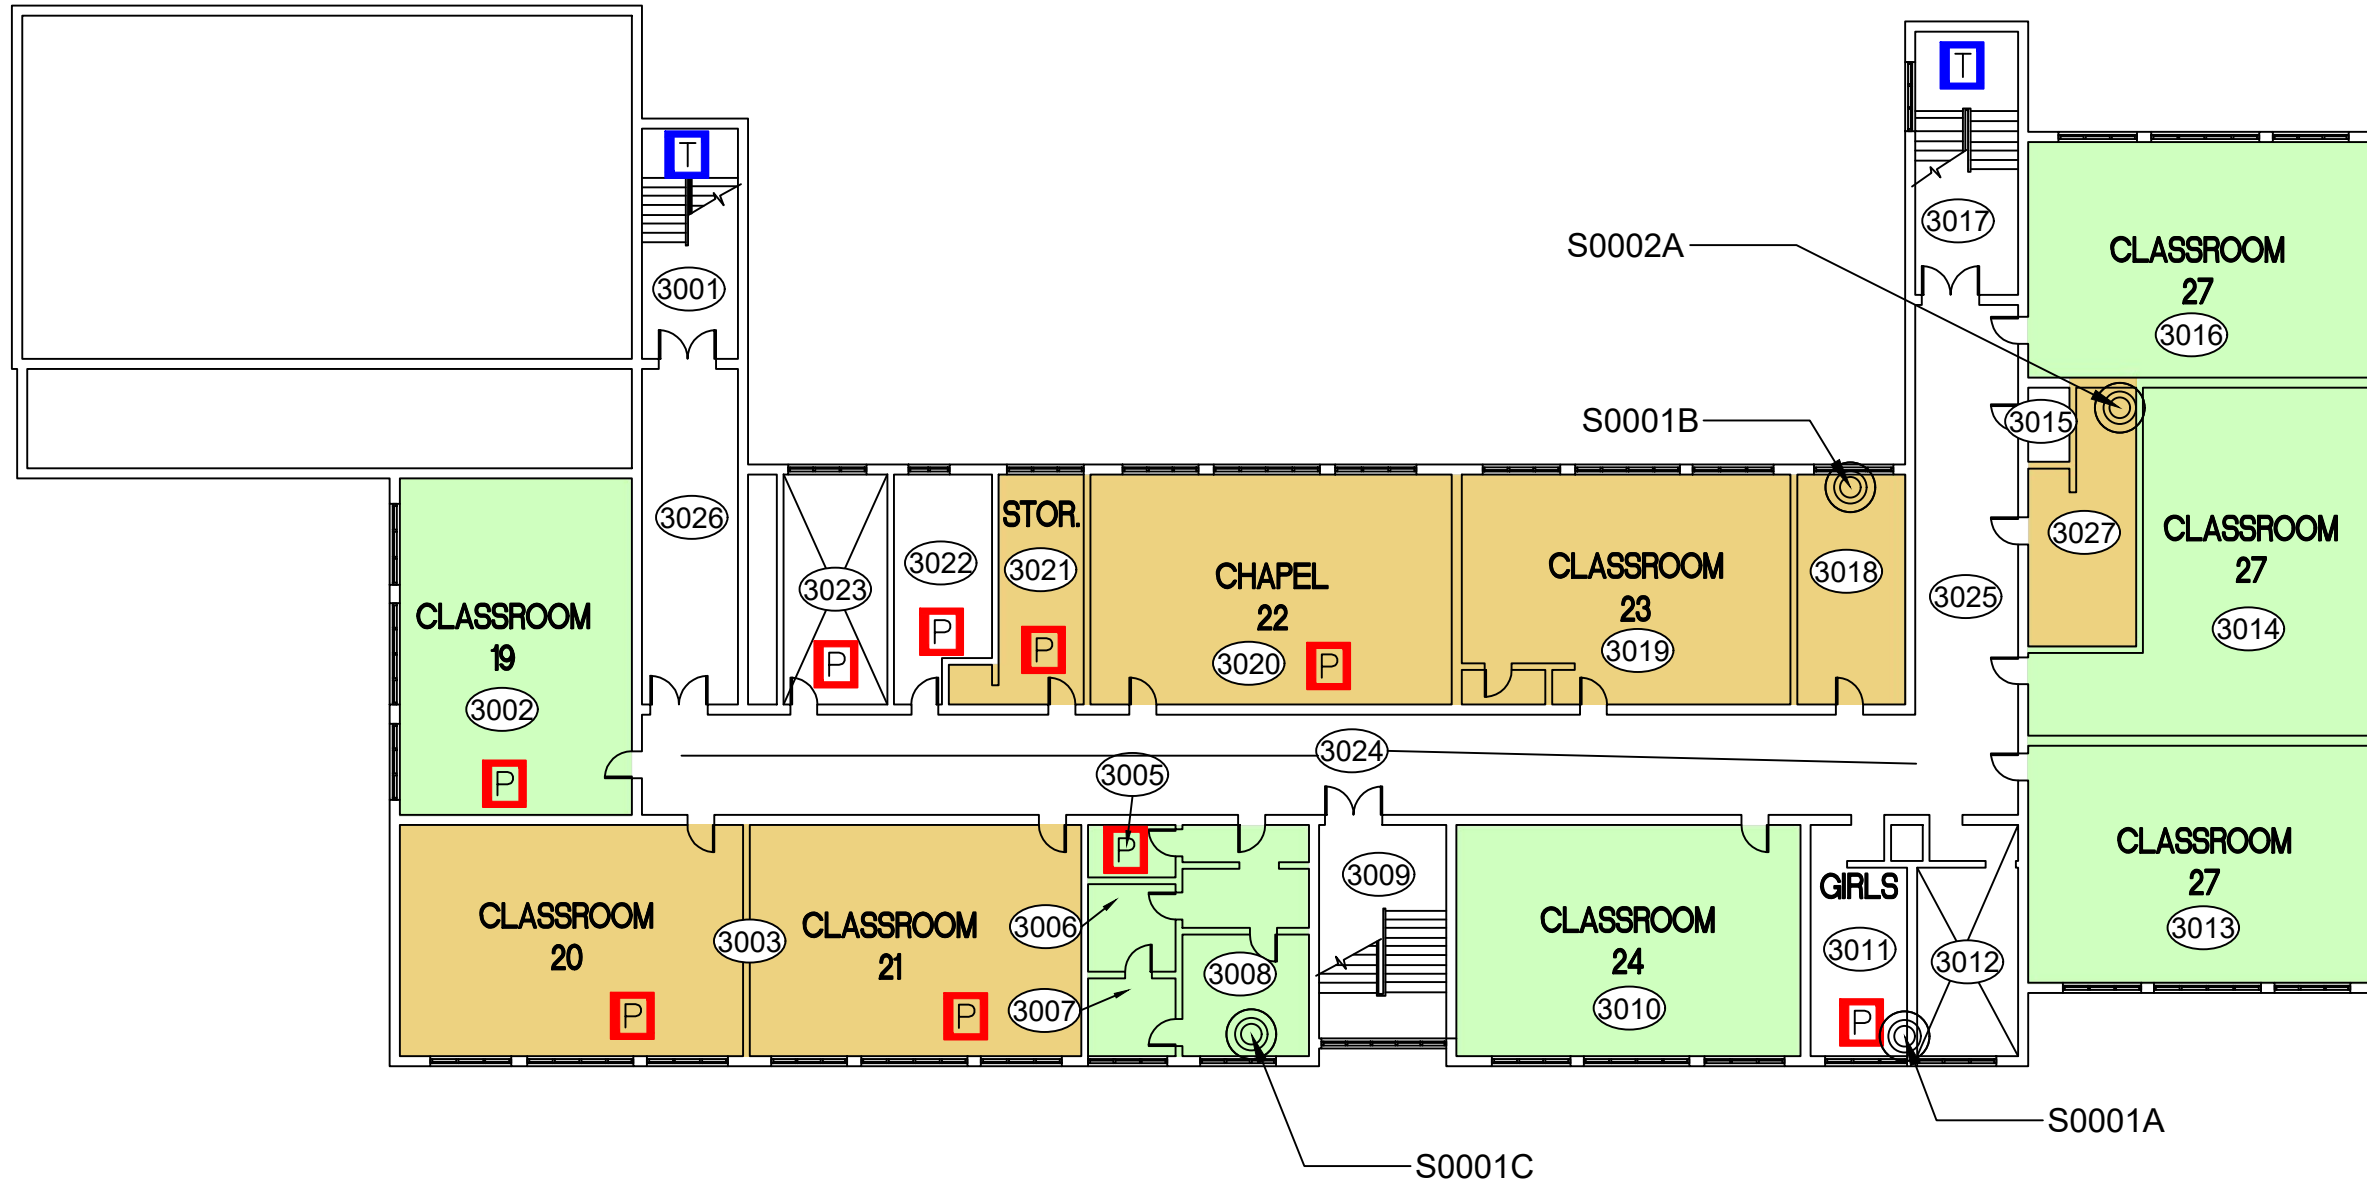 T
T
3001
3017
S0002A
CLASSROOM
27
3016
S0001B
3015
3026
STOR.
3021
3022
3023
CHAPEL
22
3020
CLASSROOM
23
3019
3018
3025
3027
CLASSROOM
27
3014
CLASSROOM
19
3002
P
P
P
P
P
3024
3005
P
CLASSROOM
20
3003
P
CLASSROOM
21
P
3006
3007
3008
3009
CLASSROOM
24
3010
GIRLS
3011
P
3012
CLASSROOM
27
3013
S0001A
S0001C